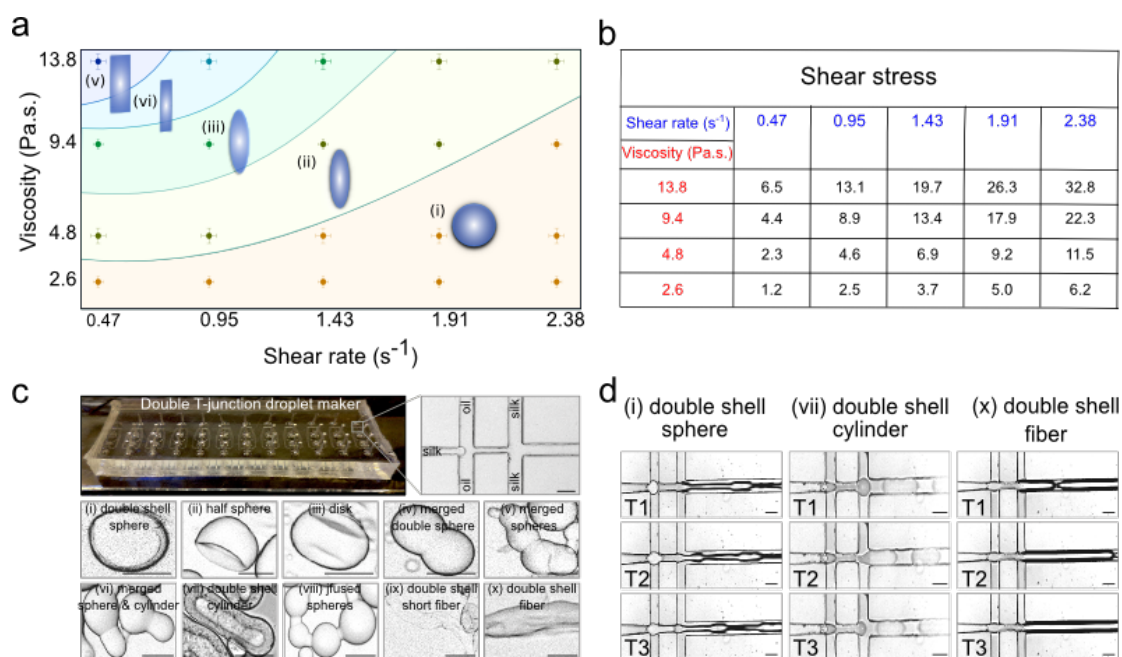 a
13.8
9.4
4.8
2.6
Viscosity (Pa.s.)
(v)
(vi)
(iii)
(ii)
(i)
0.47 0.95 1.43 1.91 2.38
Shear rate (s⁻¹)
b
Shear stress
Shear rate (s⁻¹) 0.47 0.95 1.43 1.91 2.38
Viscosity (Pa.s.)
13.8 6.5 13.1 19.7 26.3 32.8
9.4 4.4 8.9 13.4 17.9 22.3
4.8 2.3 4.6 6.9 9.2 11.5
2.6 1.2 2.5 3.7 5.0 6.2
c
Double T-junction droplet maker
oil
silk
silk
oil
silk
(i) double shell
sphere
(ii) half sphere
(iii) disk
(iv) merged
double sphere
(v) merged
spheres
(vi) merged
sphere & cylinder
(vii) double shell
cylinder
(viii) jfused
spheres
(ix) double shell
short fiber
(x) double shell
fiber
d
(i) double shell
sphere
(vii) double shell
cylinder
(x) double shell
fiber
T1
T1
T1
T2
T2
T2
T3
T3
T3